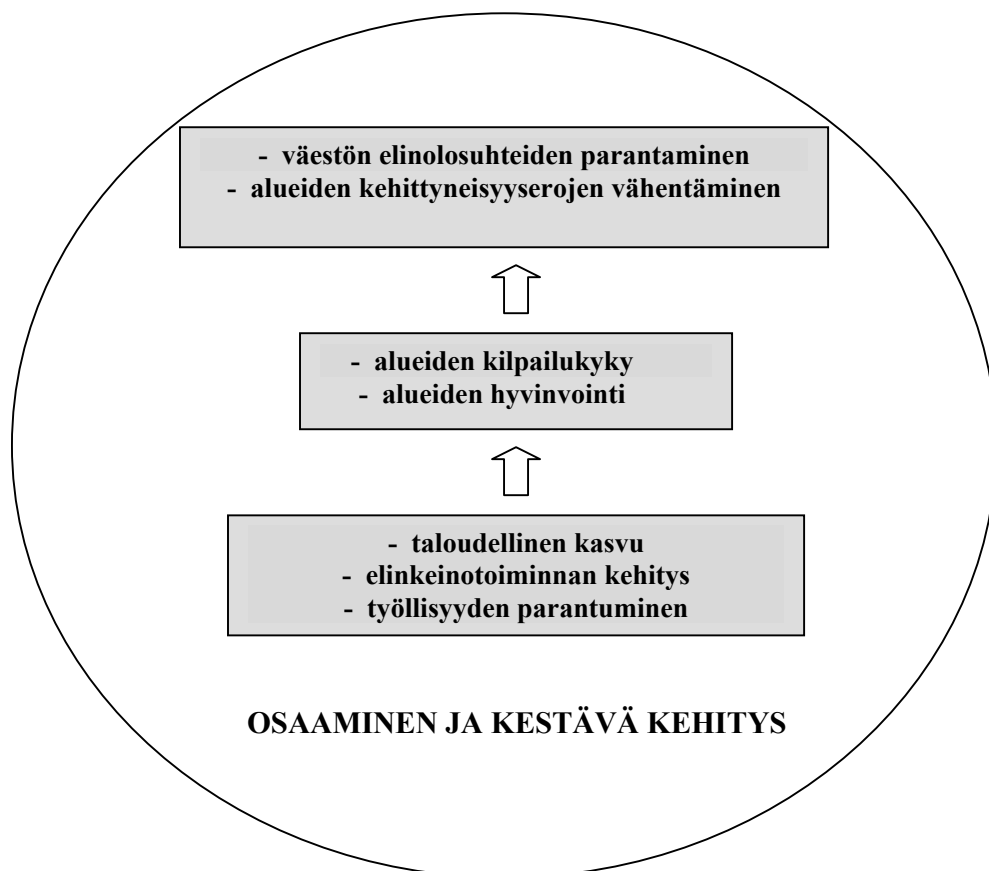 - väestön elinolosuhteiden parantaminen
- alueiden kehittyneisyyserojen vähentäminen
- alueiden kilpailukyky
- alueiden hyvinvointi
- taloudellinen kasvu
- elinkeinotoiminnan kehitys
- työllisyyden parantuminen
OSAAMINEN JA KESTÄVÄ KEHITYS